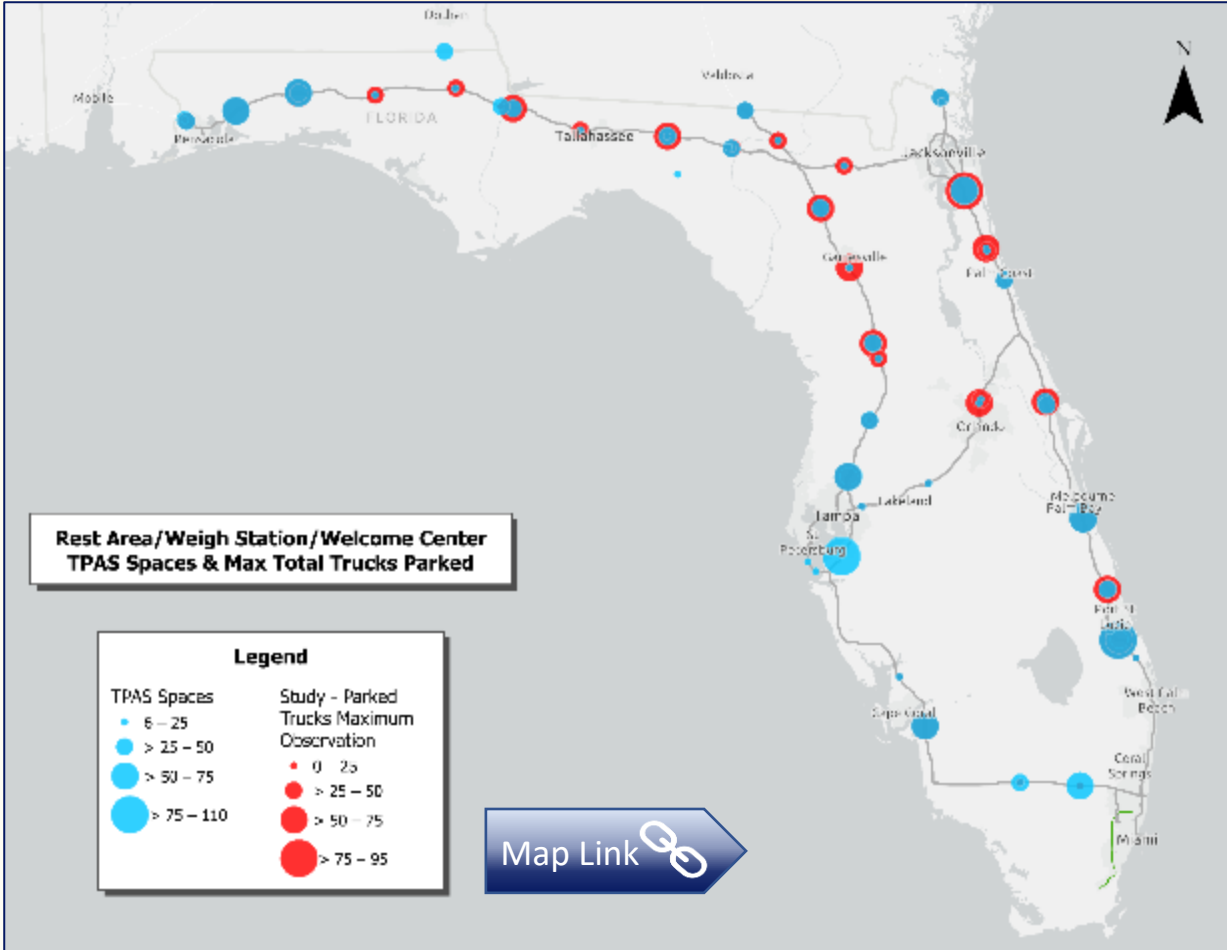 Dothan
Mobile
Pensacola
FLORIDA
Tallahassee
Valdosta
N
Jacksonville
Gainesville
Palm Coast
Orlando
Lakeland
Tampa
St.
Petersburg
Melbourne
Palm Bay
Port St.
Lucie
West Palm
Beach
Cape Coral
Coral
Springs
Miami
Rest Area/Weigh Station/Welcome Center
TPAS Spaces & Max Total Trucks Parked
Legend
TPAS Spaces
6 – 25
> 25 – 50
> 50 – 75
> 75 – 110
Study - Parked
Trucks Maximum
Observation
0 – 25
> 25 – 50
> 50 – 75
> 75 – 95
Map Link